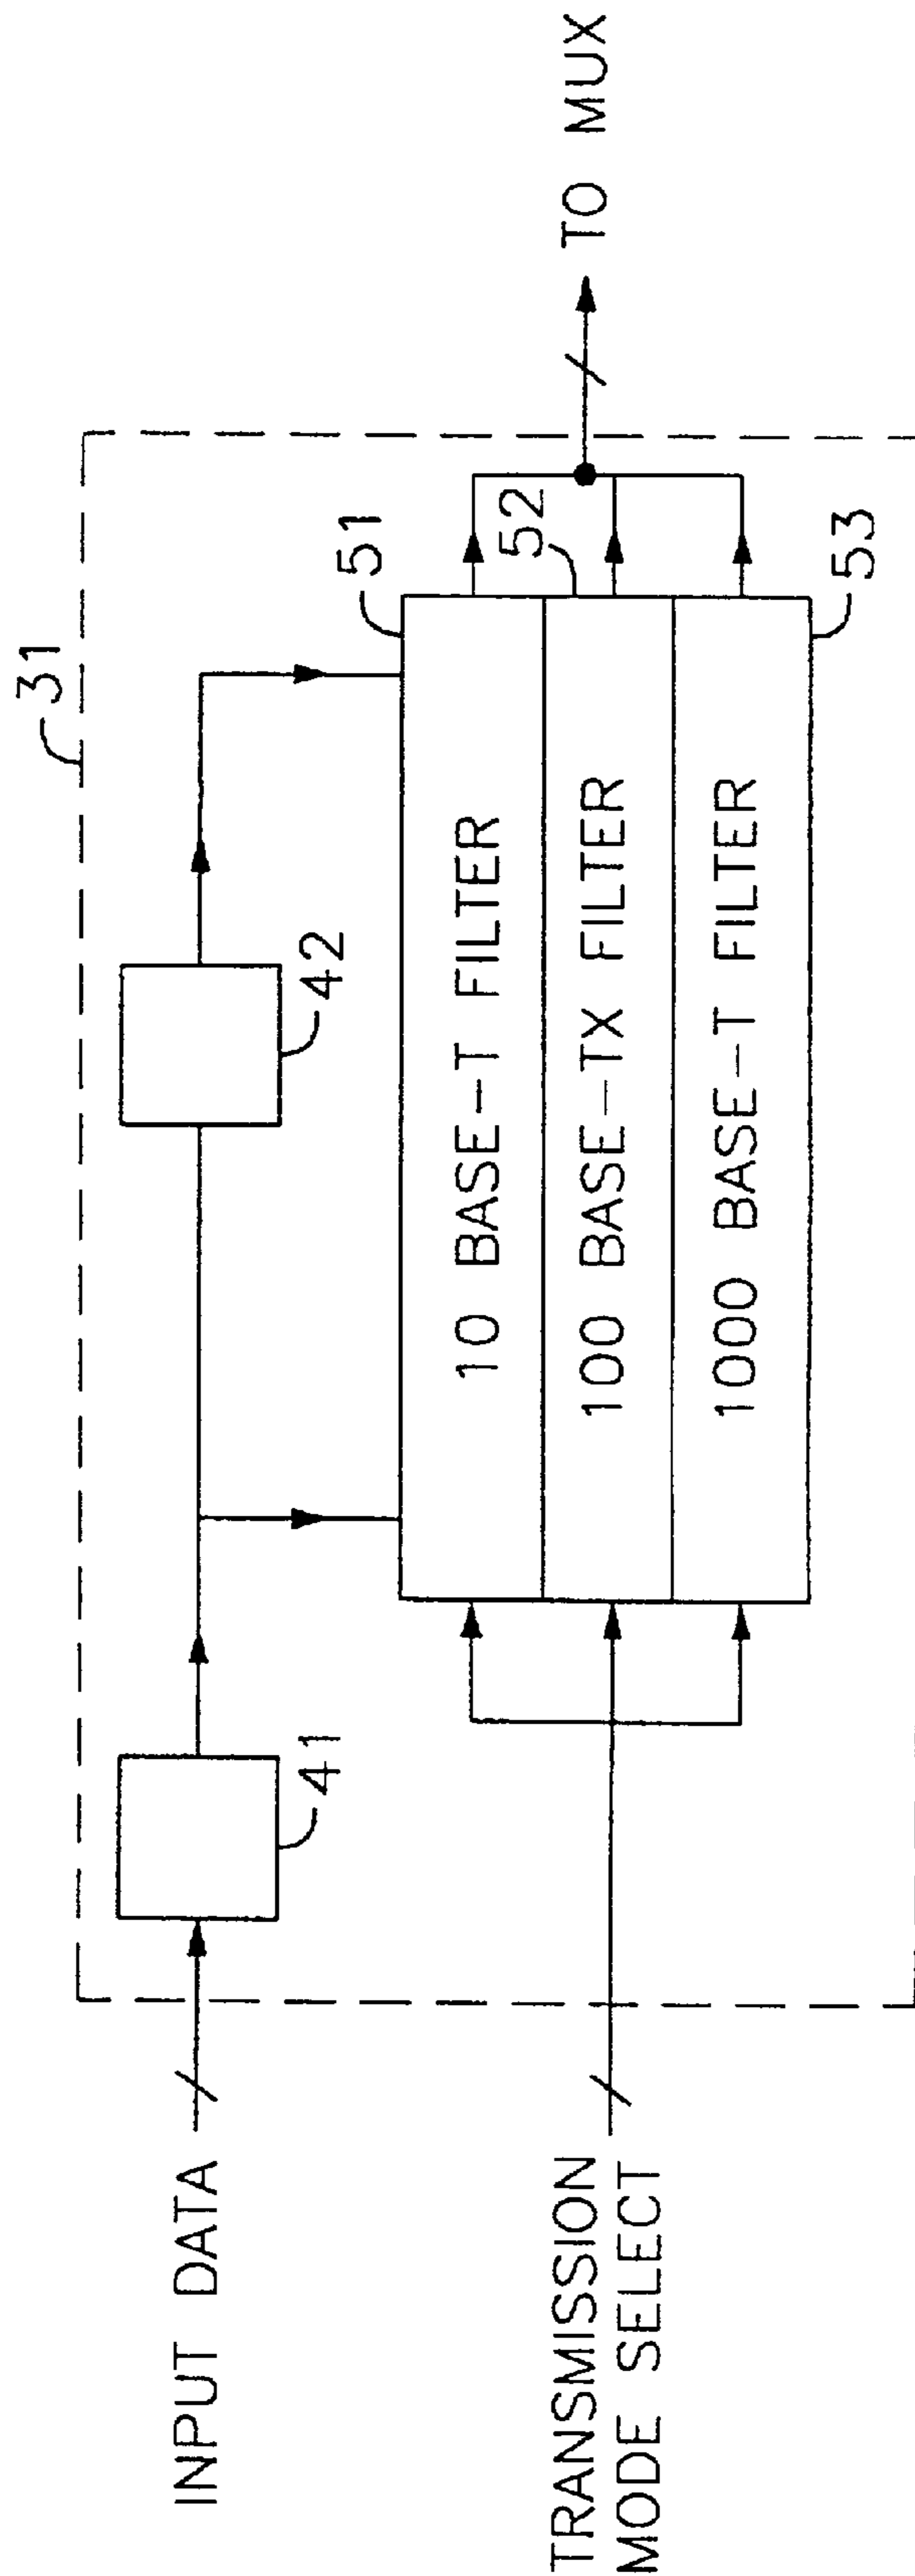 31
INPUT DATA
41
42
51
52
53
10 BASE-T FILTER
100 BASE-TX FILTER
1000 BASE-T FILTER
TRANSMISSION
MODE SELECT
TO MUX